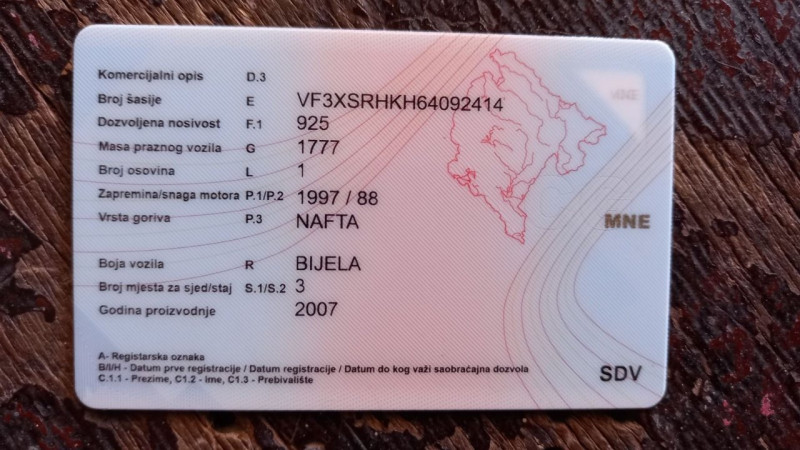 Komercijalni opis D.3
Broj šasije E VF3XSRHKH64092414
Dozvoljena nosivost F.1 925
Masa praznog vozila G 1777
Broj osovina L 1
Zapremina/snaga motora P.1/P.2 1997 / 88
Vrsta goriva P.3 NAFTA
MNE
MNE
Boja vozila R BIJELA
Broj mjesta za sjed/staj S.1/S.2 3
Godina proizvodnje 2007
A- Registarska oznaka
B/I/H - Datum prve registracije / Datum registracije / Datum do kog važi saobraćajna dozvola
C.1.1 - Prezime, C1.2 - ime, C1.3 - Prebivalište
SDV